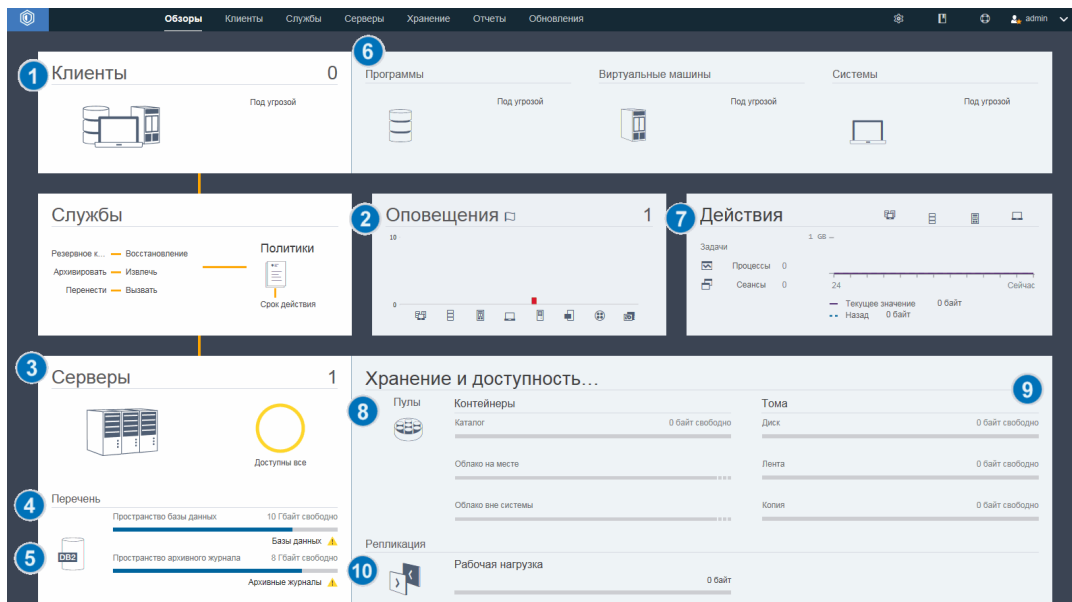 Обзоры Клиенты Службы Серверы Хранение Отчеты Обновления admin
1 Клиенты 0
Под угрозой
6
Программы Виртуальные машины Системы
Под угрозой Под угрозой Под угрозой
Службы
Резервное к... Восстановление
Архивировать Извлечь
Перенести Вызвать
Политики
Срок действия
2 Оповещения 1
10
0
7 Действия
Задачи
Процессы 0
Сеансы 0
1 GB
24 Сейчас
Текущее значение 0 байт
Назад 0 байт
3 Серверы 1
Доступны все
4 Перечень
Пространство базы данных 10 Гбайт свободно
Базы данных
5 DB2
Пространство архивного журнала 8 Гбайт свободно
Архивные журналы
Хранение и доступность...
8 Пулы
Контейнеры
Каталог 0 байт свободно
Облако на месте
Облако вне системы
9
Тома
Диск 0 байт свободно
Лента 0 байт свободно
Копия 0 байт свободно
Репликация
10 Рабочая нагрузка
0 байт